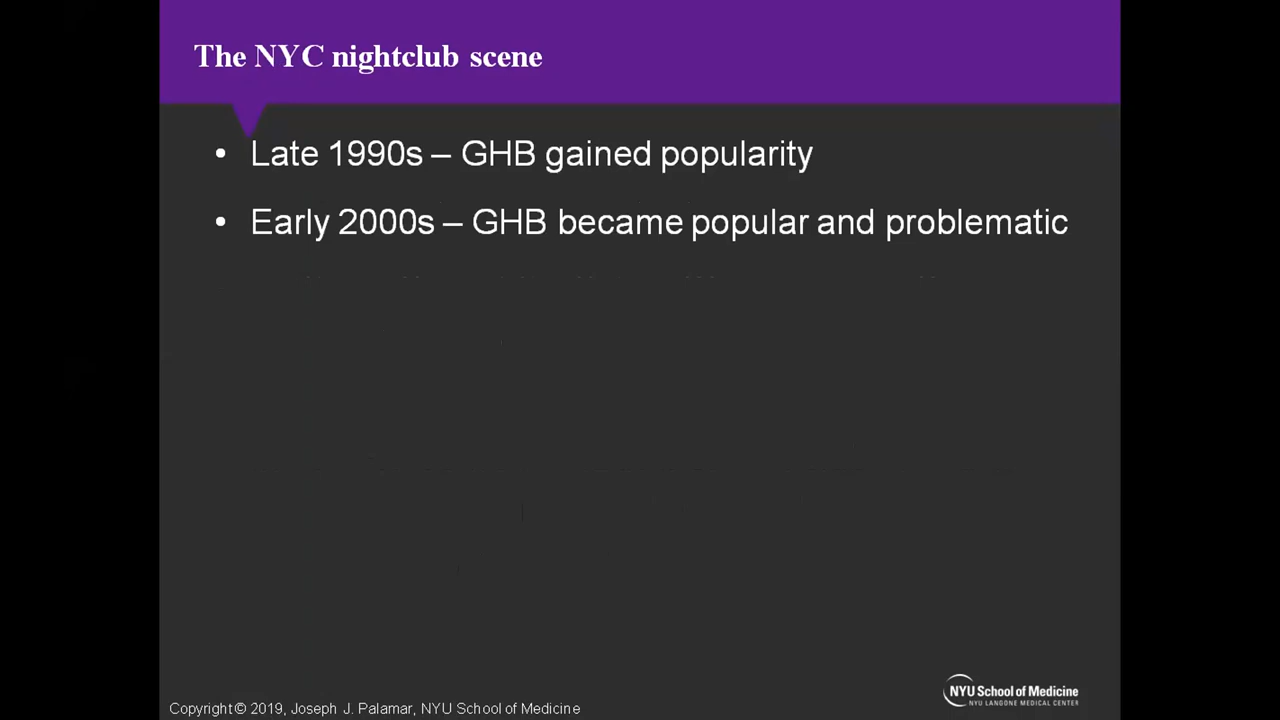 The NYC nightclub scene
• Late 1990s – GHB gained popularity
• Early 2000s – GHB became popular and problematic
NYU School of Medicine
NYU LANGONE MEDICAL CENTER
Copyright © 2019, Joseph J. Palamar, NYU School of Medicine